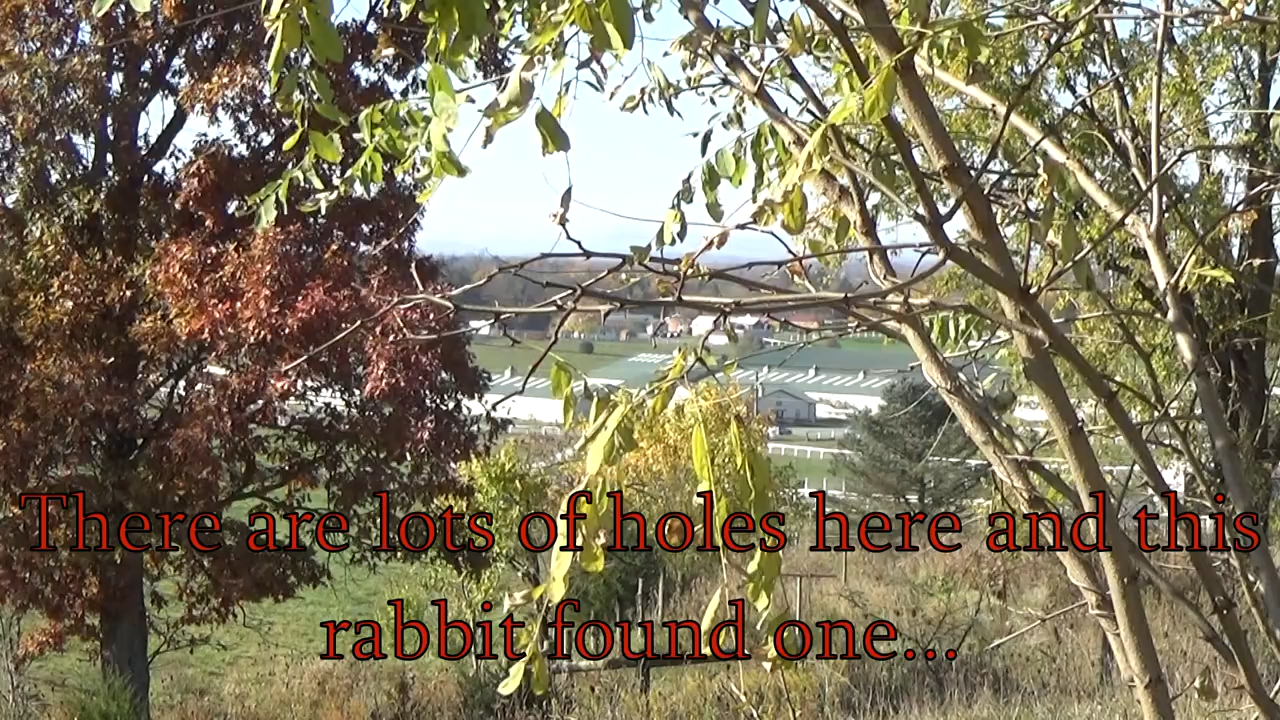 There are lots of holes here and this
rabbit found one...